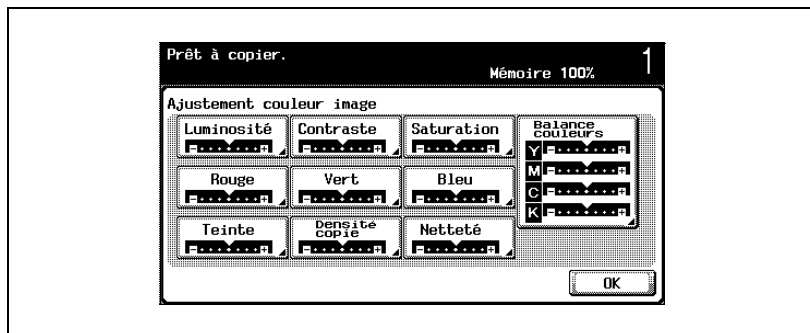 Prêt à copier.
1
Mémoire 100%
Ajustement couleur image
Luminosité
Contraste
Saturation
Balance
couleurs
- +
- +
- +
Y - +
M - +
C - +
K - +
Rouge
Vert
Bleu
- +
- +
- +
Teinte
Densité
copie
Netteté
- +
- +
- +
OK